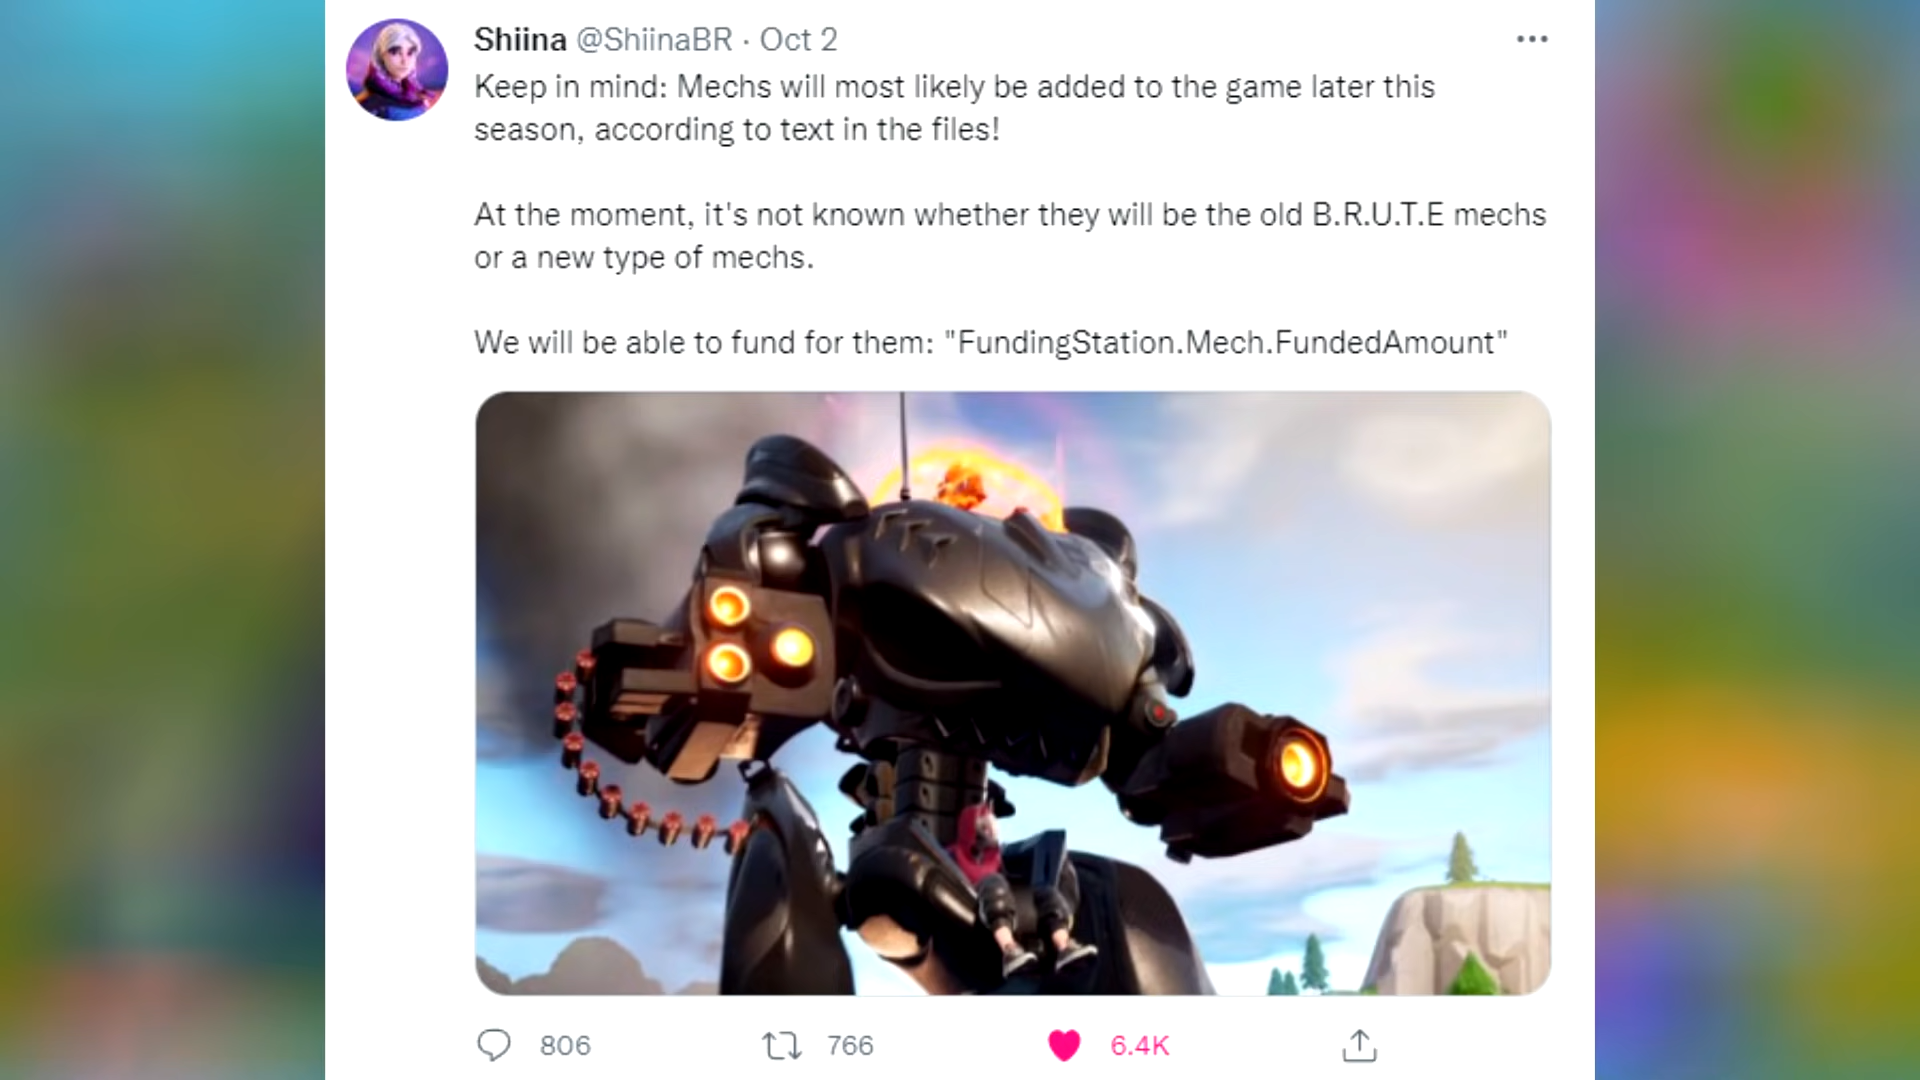 Shiina @ShiinaBR · Oct 2
Keep in mind: Mechs will most likely be added to the game later this
season, according to text in the files!
At the moment, it's not known whether they will be the old B.R.U.T.E mechs
or a new type of mechs.
We will be able to fund for them: "FundingStation.Mech.FundedAmount"
806 766 6.4K